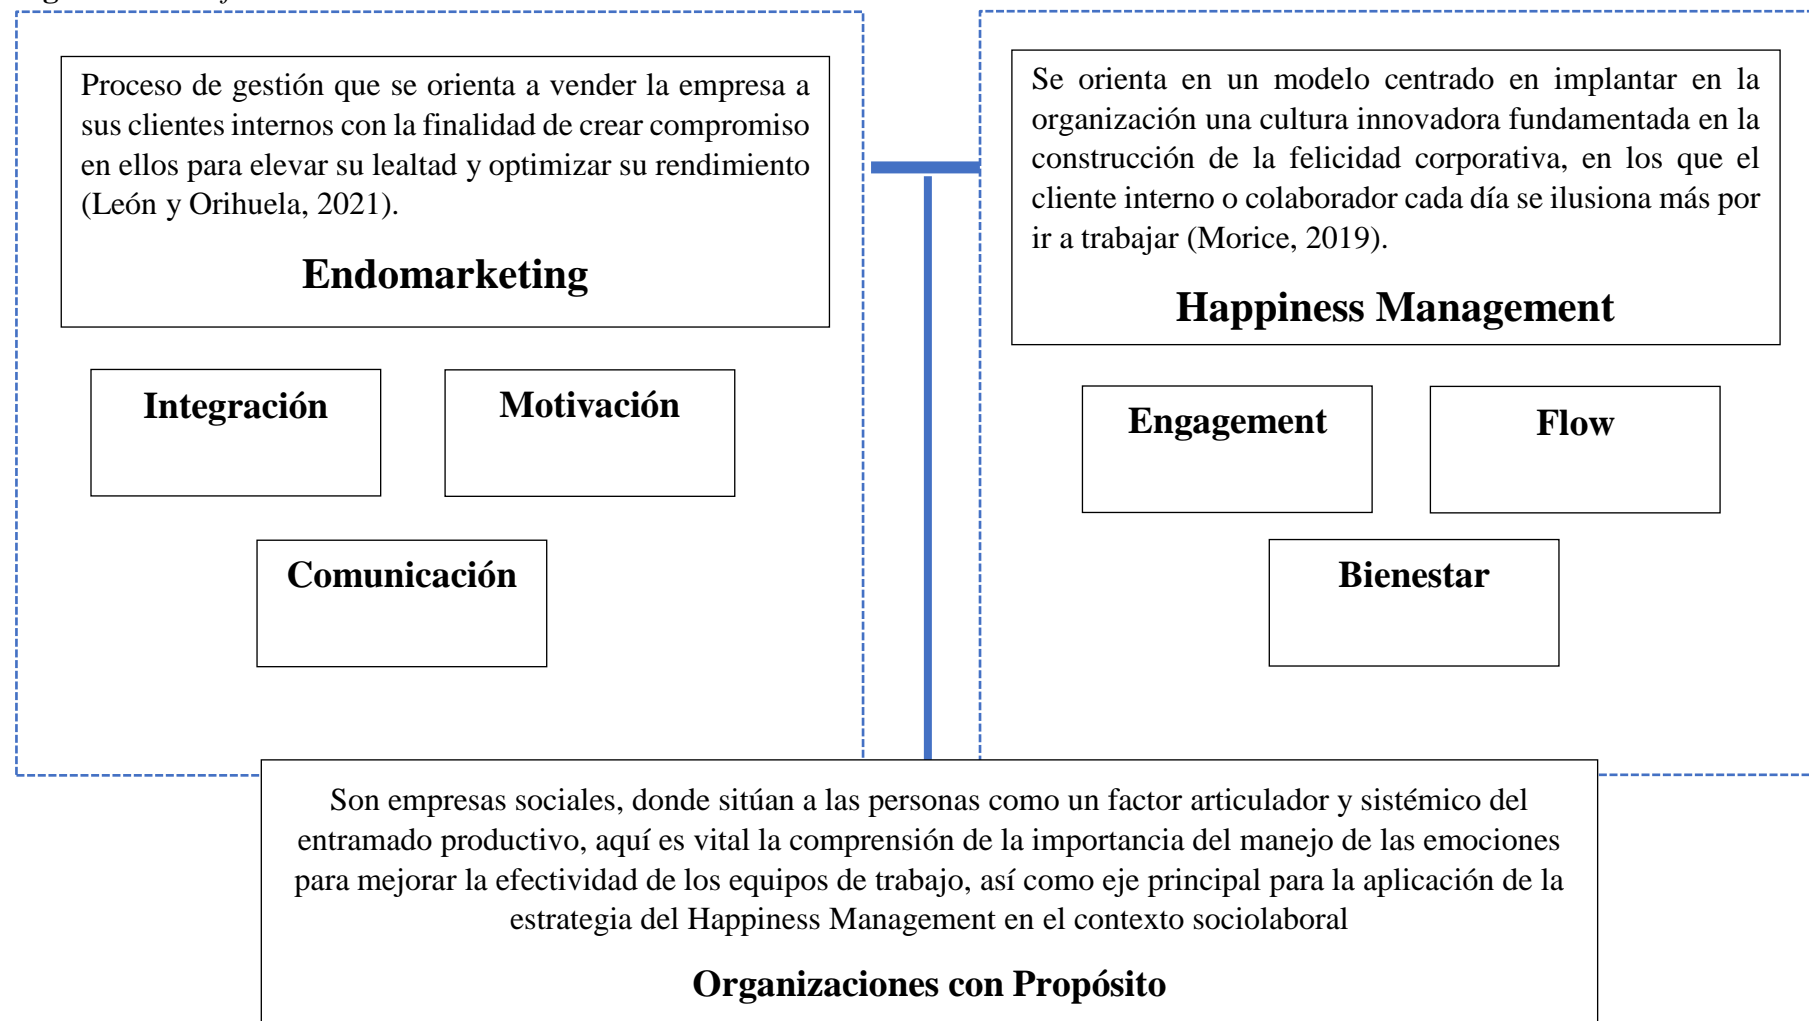 Proceso de gestión que se orienta a vender la empresa a
sus clientes internos con la finalidad de crear compromiso
en ellos para elevar su lealtad y optimizar su rendimiento
(León y Orihuela, 2021).
Endomarketing
Integración
Motivación
Comunicación
Se orienta en un modelo centrado en implantar en la
organización una cultura innovadora fundamentada en la
construcción de la felicidad corporativa, en los que el
cliente interno o colaborador cada día se ilusiona más por
ir a trabajar (Morice, 2019).
Happiness Management
Engagement
Flow
Bienestar
Son empresas sociales, donde sitúan a las personas como un factor articulador y sistémico del
entramado productivo, aquí es vital la comprensión de la importancia del manejo de las emociones
para mejorar la efectividad de los equipos de trabajo, así como eje principal para la aplicación de la
estrategia del Happiness Management en el contexto sociolaboral
Organizaciones con Propósito